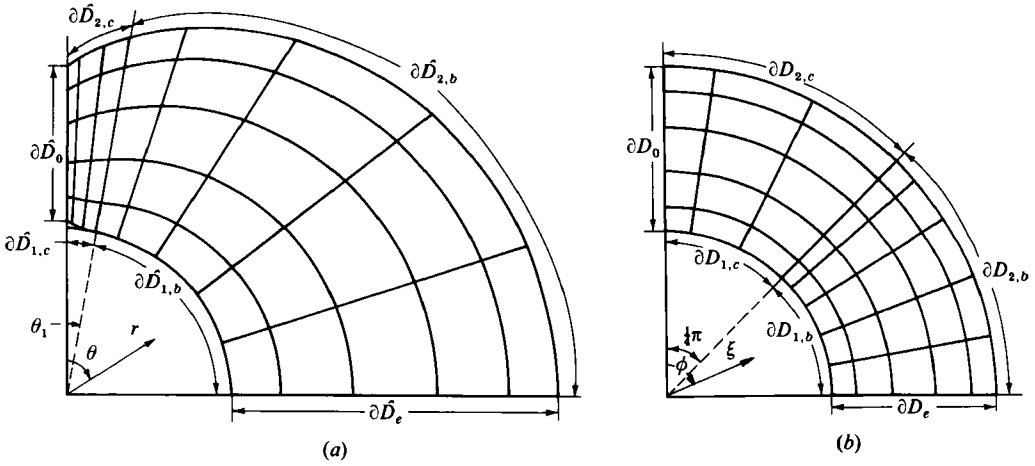 ∂D̂₂,c
∂D̂₂,b
∂D̂₀
∂D̂₁,c
∂D̂₁,b
θ₁
θ
r
∂D̂ₑ
(a)
∂D₂,c
∂D₀
∂D₁,c
∂D₂,b
∂D₁,b
¼π
ϕ
ξ
∂Dₑ
(b)